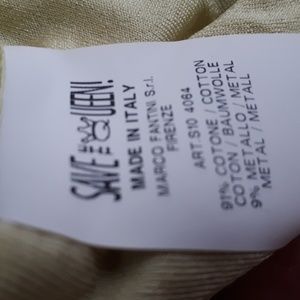 SAVE THE QUEEN!
MADE IN ITALY
MARCO FANTINI S.r.l.
FIRENZE
ART. S10 4064
91% COTONE / COTTON
COTON / BAUMWOLLE
9% METALLO / METAL
METAL / METALL